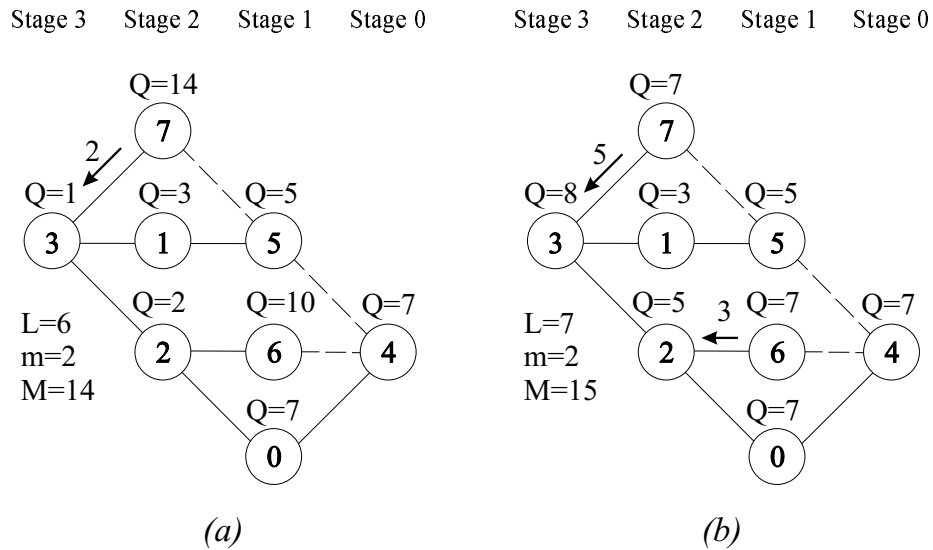 Stage 3 Stage 2 Stage 1 Stage 0
Q=14
7
2
Q=1 Q=3 Q=5
3 1 5
Q=2 Q=10 Q=7
L=6
m=2
M=14
2 6 4
Q=7
0
(a)
Stage 3 Stage 2 Stage 1 Stage 0
Q=7
7
5
Q=8 Q=3 Q=5
3 1 5
Q=5 3 Q=7 Q=7
L=7
m=2
M=15
2 6 4
Q=7
0
(b)